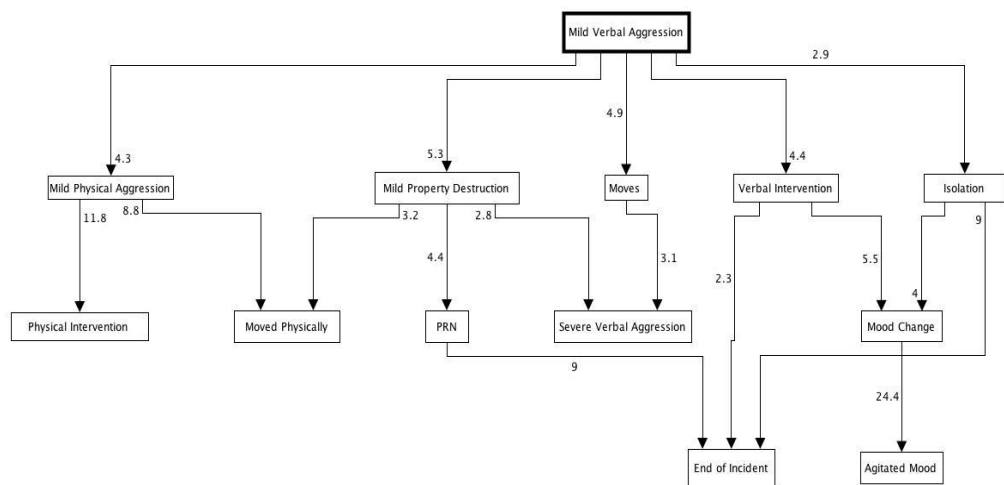 Mild Verbal Aggression
2.9
4.9
4.3
5.3
4.4
Mild Physical Aggression
Mild Property Destruction
Moves
Verbal Intervention
Isolation
11.8
8.8
3.2
2.8
9
4.4
3.1
2.3
5.5
4
Physical Intervention
Moved Physically
PRN
Severe Verbal Aggression
Mood Change
9
24.4
End of Incident
Agitated Mood